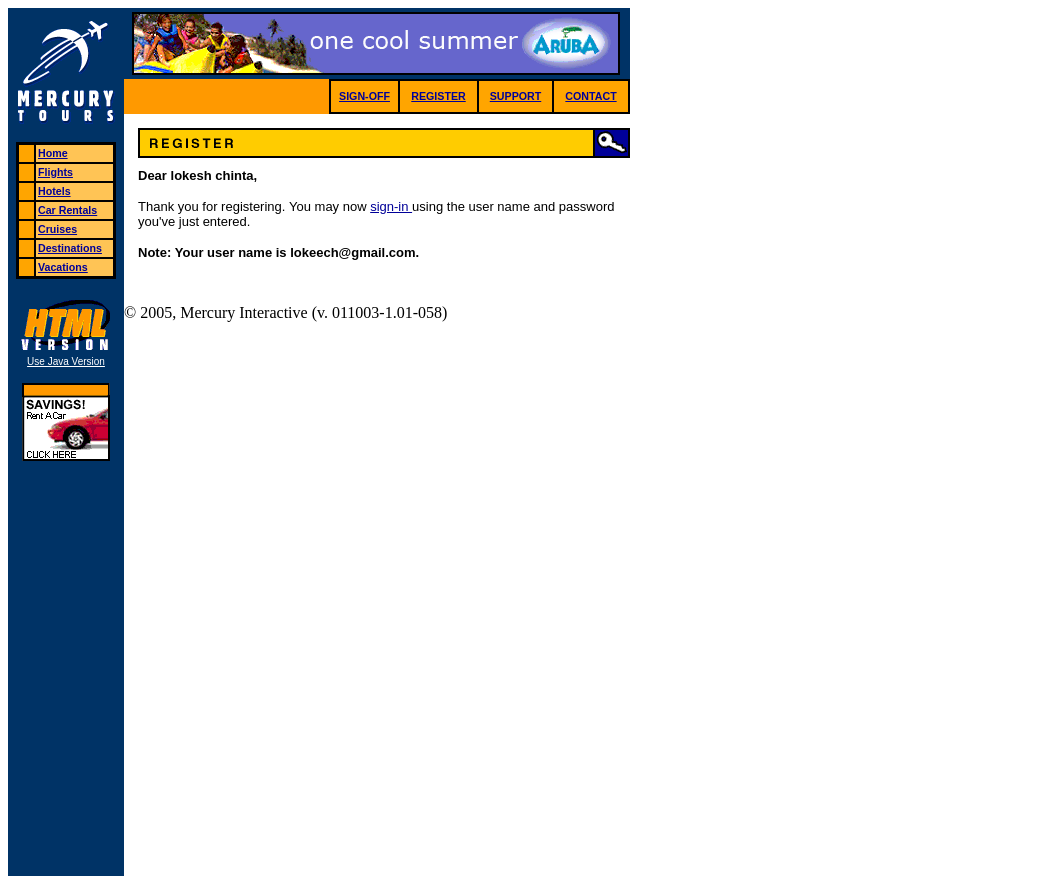 MERCURY
TOURS
one cool summer ARUBA
SIGN-OFF REGISTER SUPPORT CONTACT
Home
Flights
Hotels
Car Rentals
Cruises
Destinations
Vacations
HTML
VERSION
Use Java Version
SAVINGS!
Rent A Car
CLICK HERE
REGISTER
Dear lokesh chinta,
Thank you for registering. You may now sign-in using the user name and password
you've just entered.
Note: Your user name is lokeech@gmail.com.
© 2005, Mercury Interactive (v. 011003-1.01-058)